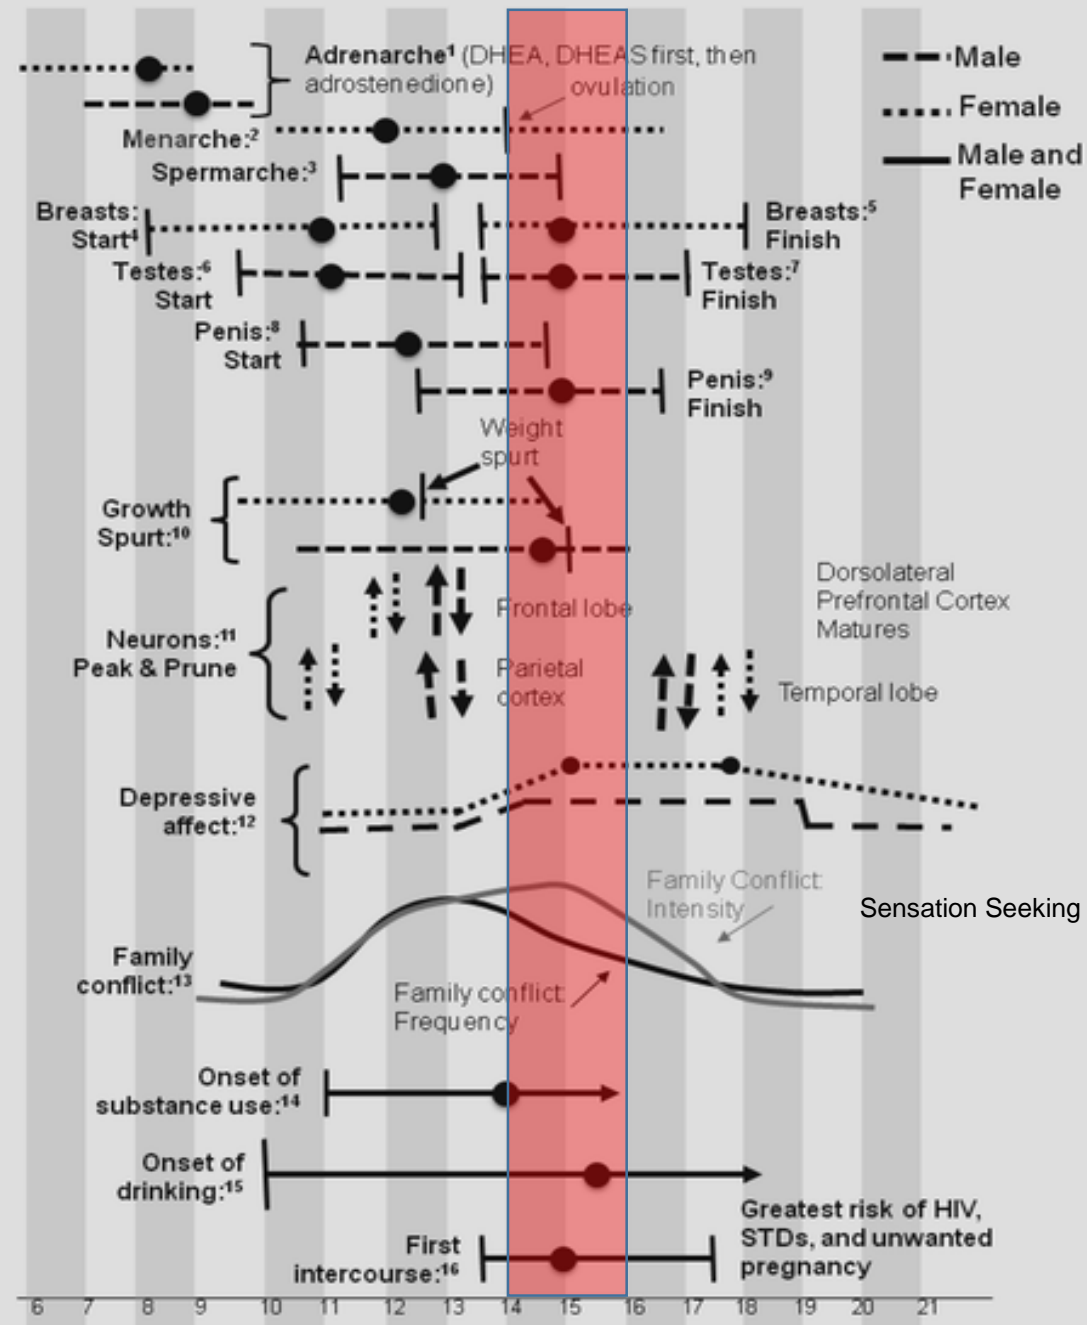 Adrenarche¹ (DHEA, DHEAS first, then
adrostenedione)
ovulation
Male
Female
Male and
Female
Menarche:²
Spermarche:³
Breasts:
Start⁴
Breasts:⁵
Finish
Testes:⁶
Start
Testes:⁷
Finish
Penis:⁸
Start
Penis:⁹
Finish
Weight
spurt
Growth
Spurt:¹⁰
Neurons:¹¹
Peak & Prune
Frontal lobe
Parietal
cortex
Dorsolateral
Prefrontal Cortex
Matures
Temporal lobe
Depressive
affect:¹²
Family Conflict:
Intensity
Sensation Seeking
Family
conflict:¹³
Family conflict:
Frequency
Onset of
substance use:¹⁴
Onset of
drinking:¹⁵
Greatest risk of HIV,
STDs, and unwanted
pregnancy
First
intercourse:¹⁶
6 7 8 9 10 11 12 13 14 15 16 17 18 19 20 21